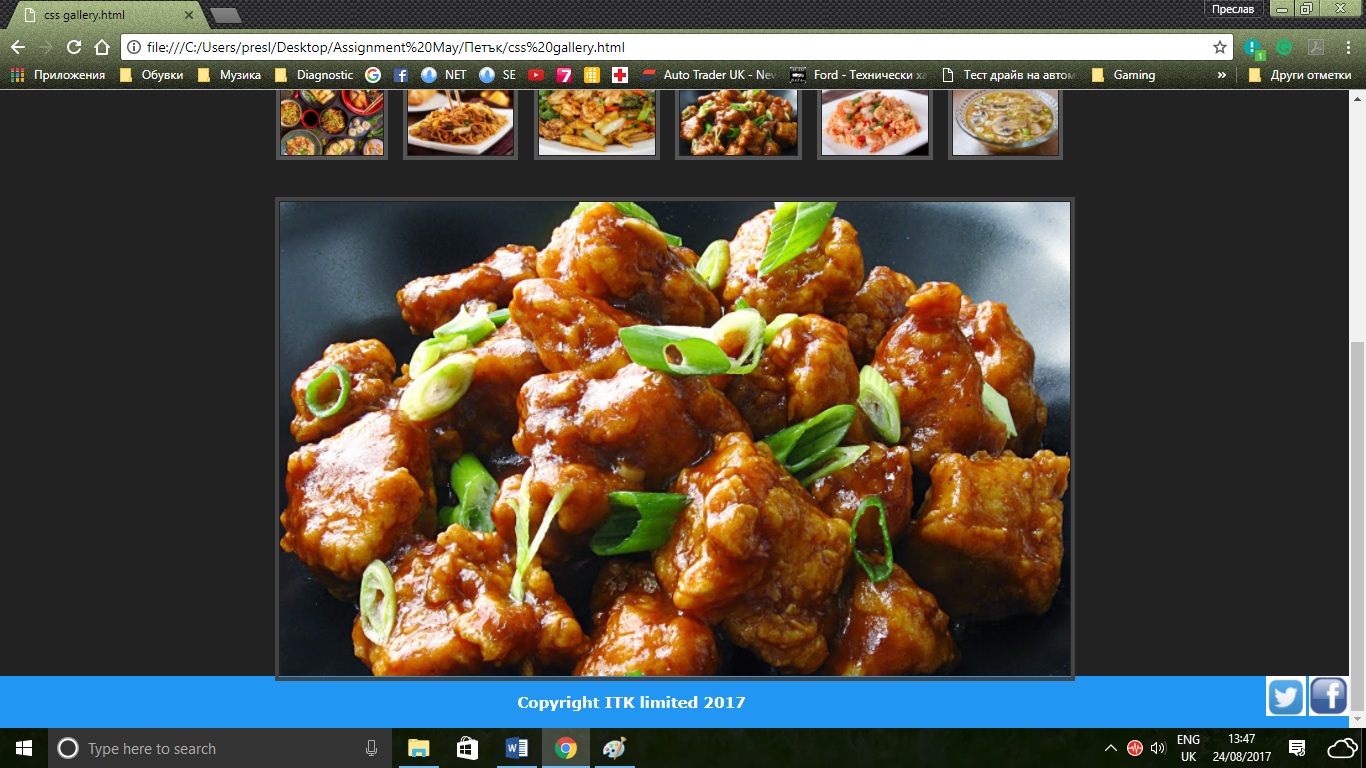 css gallery.html
Преслав
file:///C:/Users/presl/Desktop/Assignment%20May/Петък/css%20gallery.html
1
Приложения Обувки Музика Diagnostic NET SE 7 Auto Trader UK - Nev Ford - Технически ха Тест драйв на автом Gaming » Други отметки
Copyright ITK limited 2017
Type here to search
ENG
UK
13:47
24/08/2017